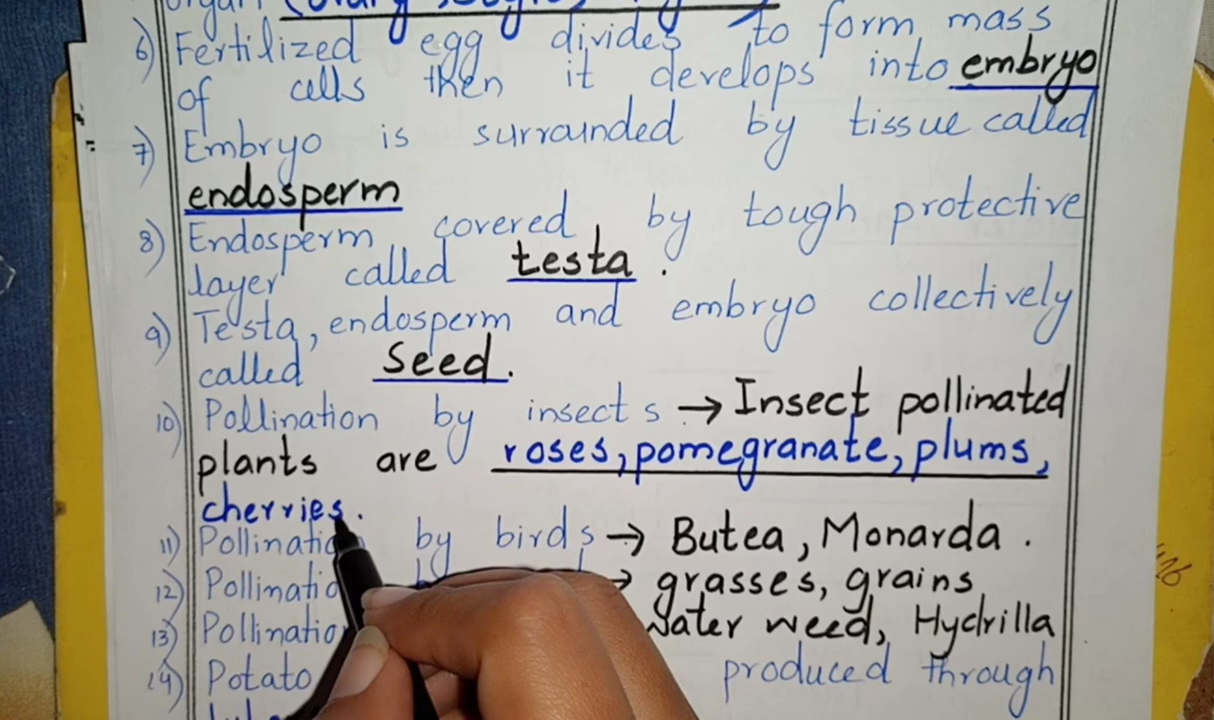 6) Fertilized egg divides to form mass
of cells then it develops into embryo
7) Embryo is surrounded by tissue called
endosperm
8) Endosperm covered by tough protective
layer called testa.
9) Testa, endosperm and embryo collectively
called seed.
10) Pollination by insects → Insect pollinated
plants are roses, pomegranate, plums,
cherries.
11) Pollination by birds → Butea, Monarda.
12) Pollinatio → grasses, grains
13) Pollinatio Water weed, Hydrilla
14) Potato produced through